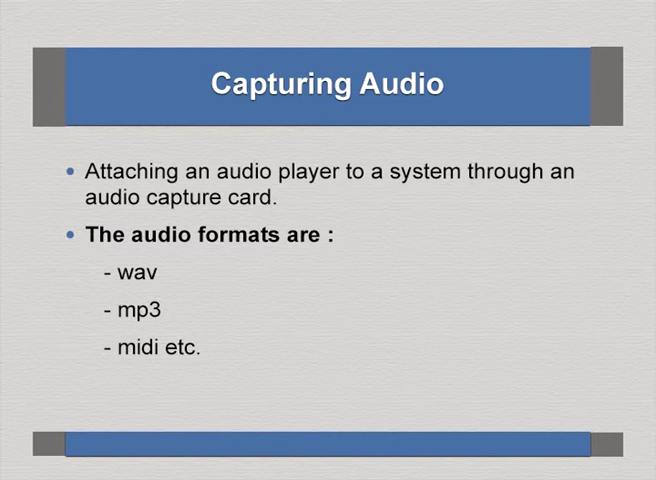 Capturing Audio
• Attaching an audio player to a system through an
audio capture card.
• The audio formats are :
- wav
- mp3
- midi etc.